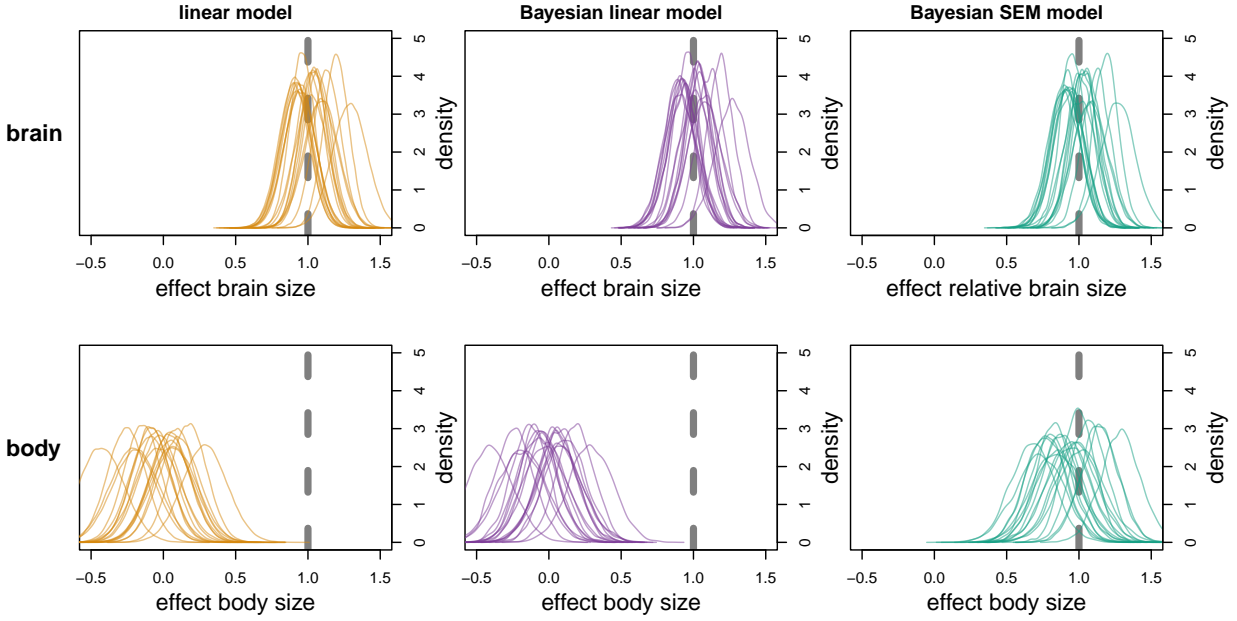 linear model
Bayesian linear model
Bayesian SEM model
brain
0 1 2 3 4 5
density
0 1 2 3 4 5
density
0 1 2 3 4 5
density
−0.5 0.0 0.5 1.0 1.5
−0.5 0.0 0.5 1.0 1.5
−0.5 0.0 0.5 1.0 1.5
effect brain size
effect brain size
effect relative brain size
body
0 1 2 3 4 5
density
0 1 2 3 4 5
density
0 1 2 3 4 5
density
−0.5 0.0 0.5 1.0 1.5
−0.5 0.0 0.5 1.0 1.5
−0.5 0.0 0.5 1.0 1.5
effect body size
effect body size
effect body size